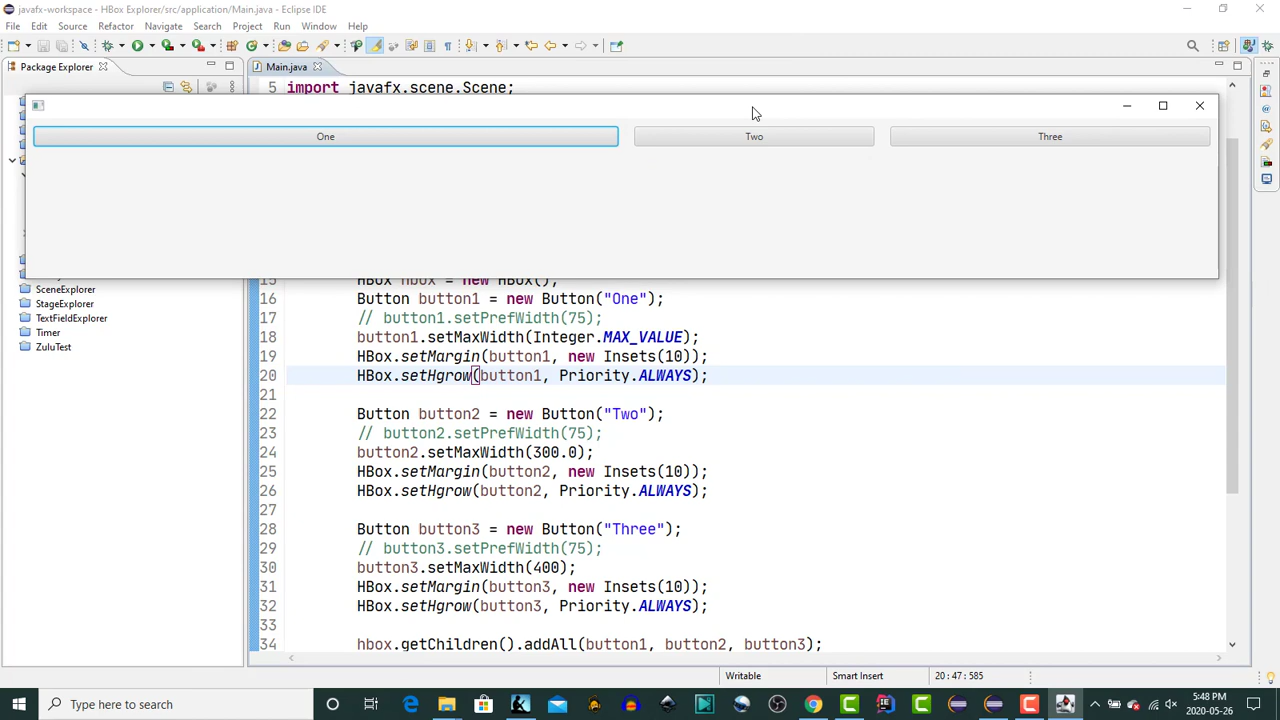 javafx-workspace - HBox Explorer/src/application/Main.java - Eclipse IDE
File Edit Source Refactor Navigate Search Project Run Window Help
Package Explorer
Main.java
5 import javafx.scene.Scene;
One Two Three
15 HBox hbox = new HBox();
16 Button button1 = new Button("One");
17 // button1.setPrefWidth(75);
18 button1.setMaxWidth(Integer.MAX_VALUE);
19 HBox.setMargin(button1, new Insets(10));
20 HBox.setHgrow(button1, Priority.ALWAYS);
21
22 Button button2 = new Button("Two");
23 // button2.setPrefWidth(75);
24 button2.setMaxWidth(300.0);
25 HBox.setMargin(button2, new Insets(10));
26 HBox.setHgrow(button2, Priority.ALWAYS);
27
28 Button button3 = new Button("Three");
29 // button3.setPrefWidth(75);
30 button3.setMaxWidth(400);
31 HBox.setMargin(button3, new Insets(10));
32 HBox.setHgrow(button3, Priority.ALWAYS);
33
34 hbox.getChildren().addAll(button1, button2, button3);
SceneExplorer
StageExplorer
TextFieldExplorer
Timer
ZuluTest
Writable Smart Insert 20 : 47 : 585
Type here to search
5:48 PM
2020-05-26